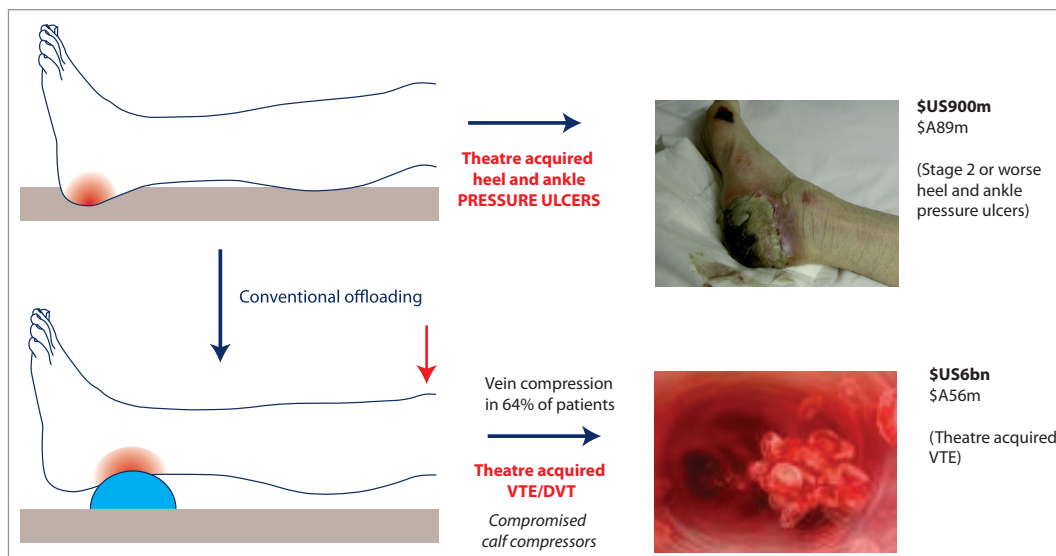 Theatre acquired
heel and ankle
PRESSURE ULCERS
$US900m
$A89m
(Stage 2 or worse
heel and ankle
pressure ulcers)
Conventional offloading
Vein compression
in 64% of patients
Theatre acquired
VTE/DVT
Compromised
calf compressors
$US6bn
$A56m
(Theatre acquired
VTE)